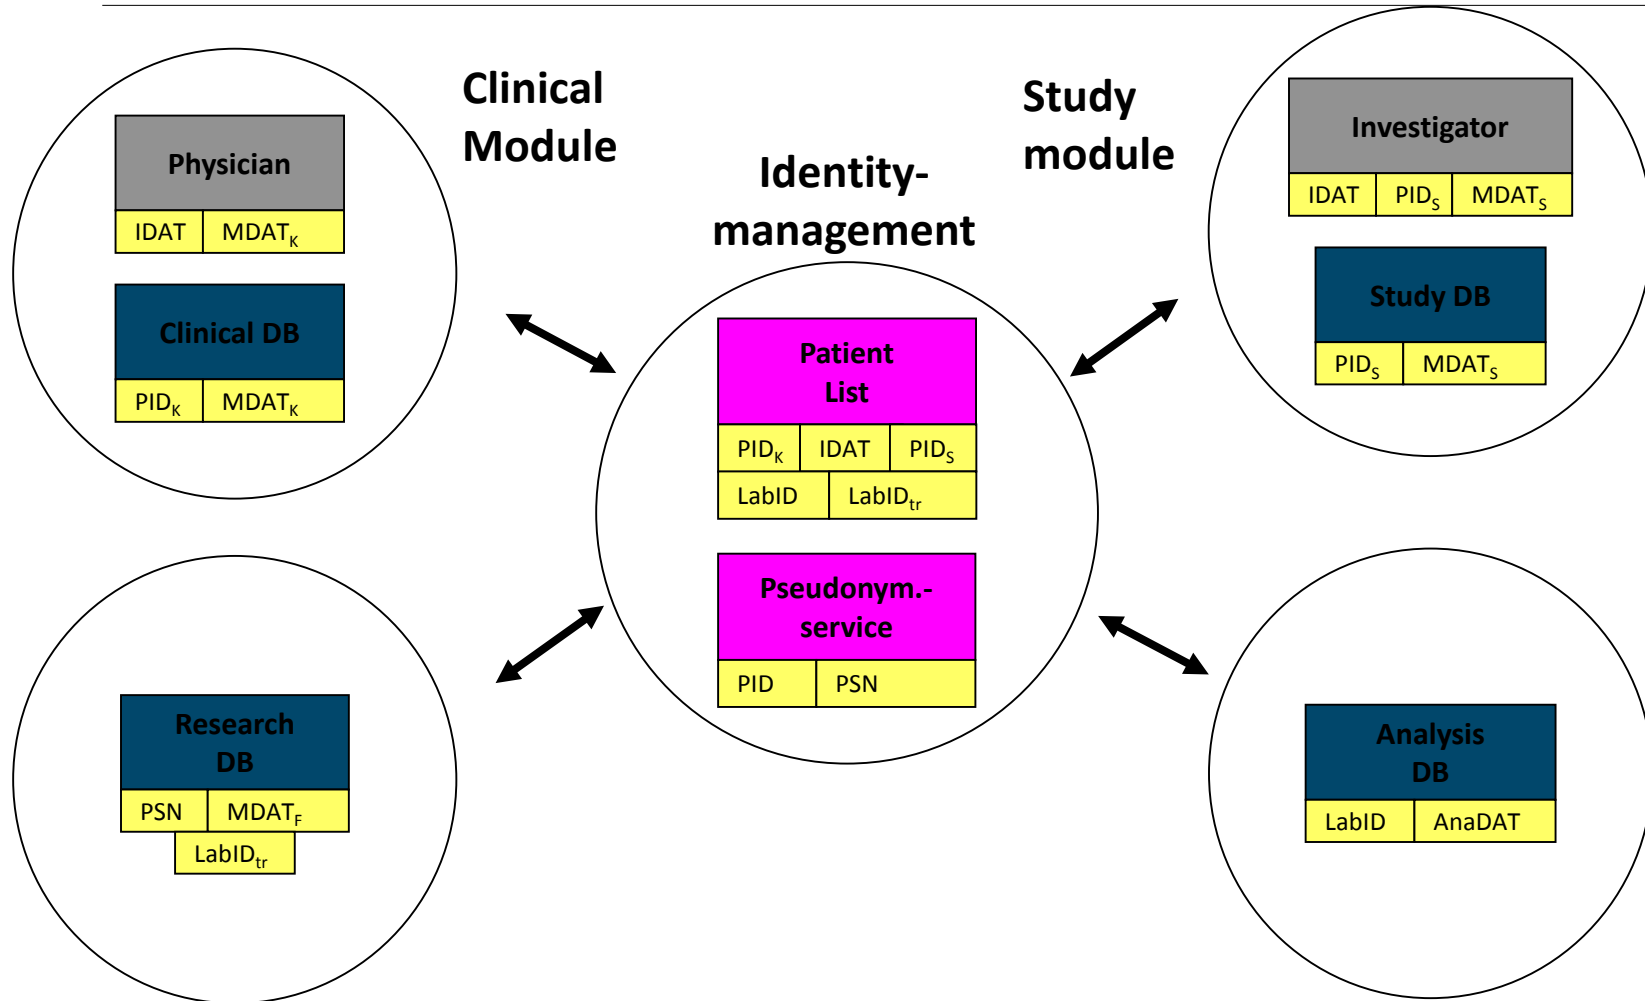 Clinical
Module
Physician
IDAT MDAT_K
Clinical DB
PID_K MDAT_K
Study
module
Investigator
IDAT PID_S MDAT_S
Study DB
PID_S MDAT_S
Identity-
management
Patient
List
PID_K IDAT PID_S
LabID LabID_tr
Pseudonym.-
service
PID PSN
Research
DB
PSN MDAT_F
LabID_tr
Analysis
DB
LabID AnaDAT